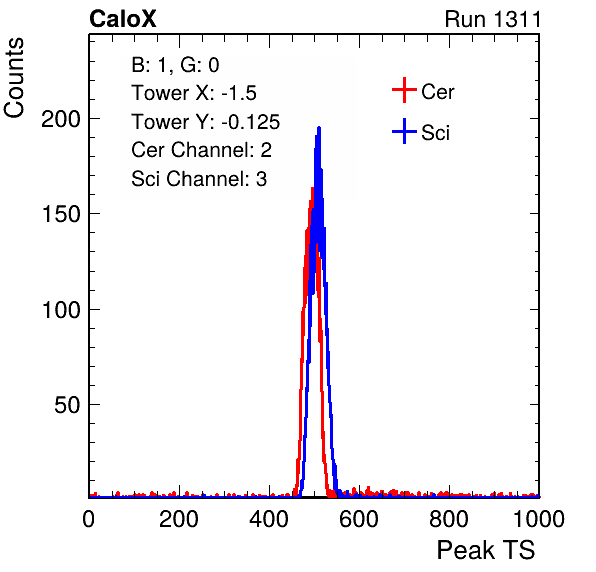 CaloX Run 1311
Counts
B: 1, G: 0
Tower X: -1.5
Tower Y: -0.125
Cer Channel: 2
Sci Channel: 3
Cer
Sci
200
150
100
50
0 200 400 600 800 1000
Peak TS